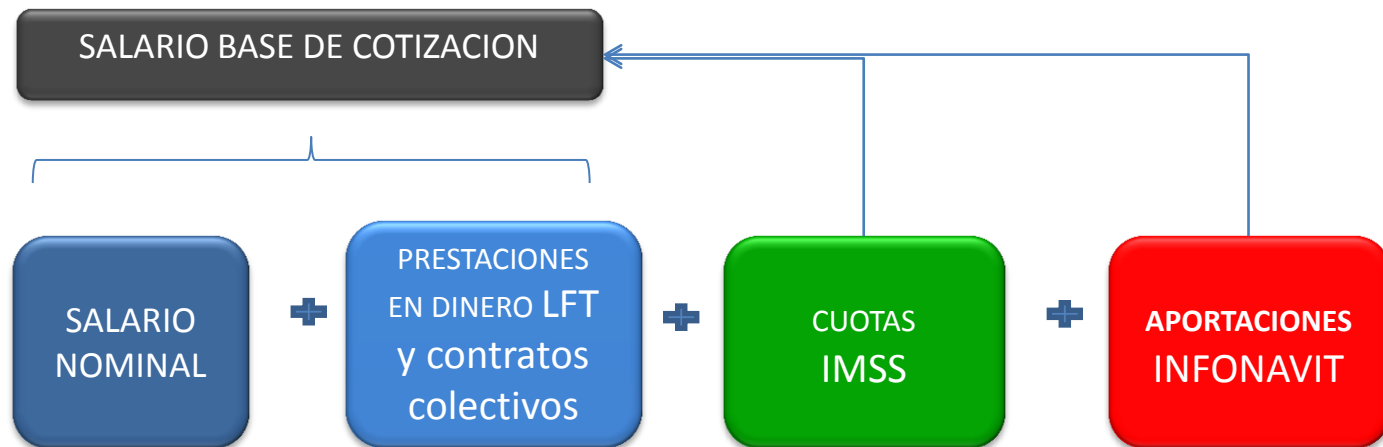 SALARIO BASE DE COTIZACION
SALARIO
NOMINAL
PRESTACIONES
EN DINERO LFT
y contratos
colectivos
CUOTAS
IMSS
APORTACIONES
INFONAVIT